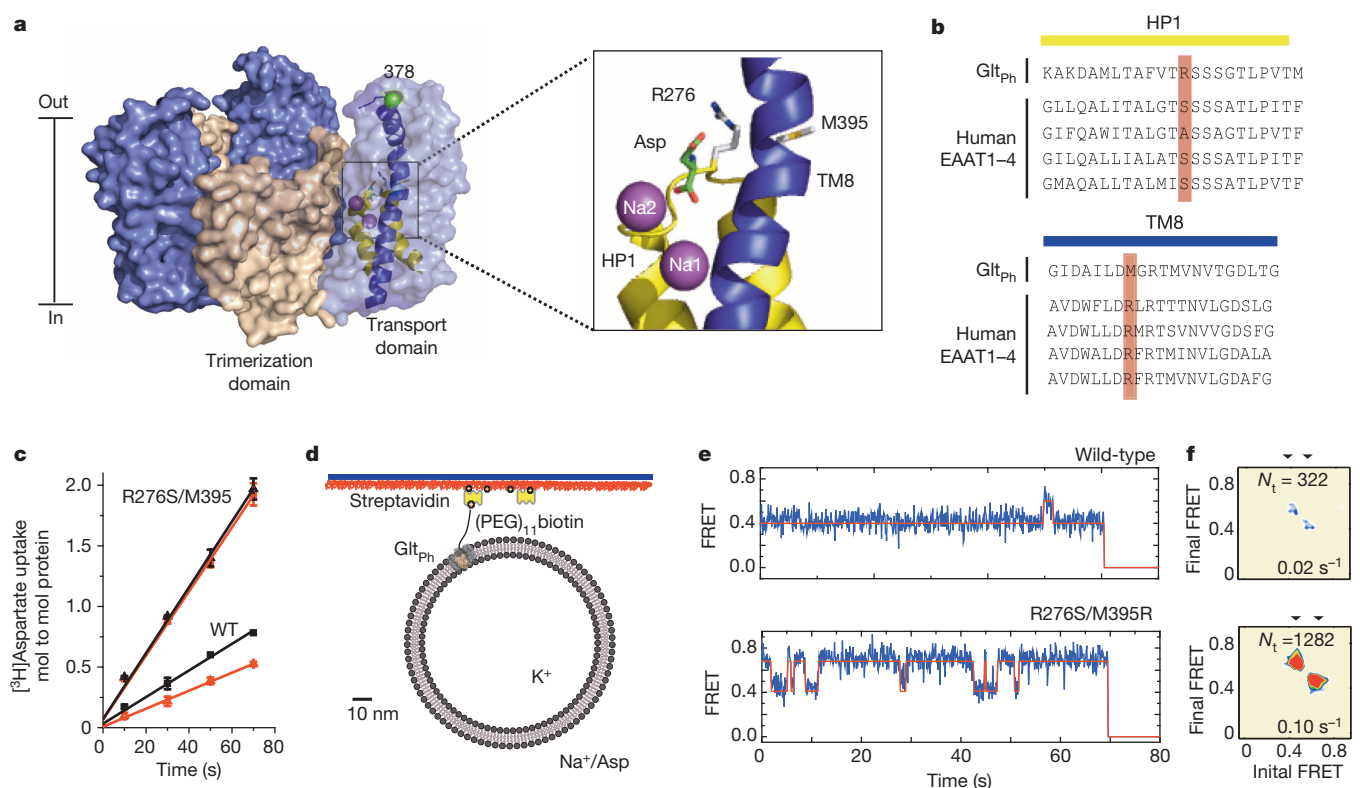 a
378
Out
In
Trimerization
domain
Transport
domain
R276
Asp
M395
TM8
Na2
Na1
HP1
b
HP1
GltPh
KAKDAMLTAFVTRSSSGTLPVTM
Human
EAAT1–4
GLLQALITALGTSSSSATLPITF
GIFQAWITALGTASSAGTLPVTF
GILQALLIALATSSSSATLPITF
GMAQALLTALMISSSSATLPVTF
TM8
GltPh
GIDAILDMGRTMVNVTGDLTG
Human
EAAT1–4
AVDWFLDRLRTTTNVLGDSLG
AVDWLLDRMRTSVNVVGDSFG
AVDWALDRFRTMINVLGDALA
AVDWLLDRFRTMVNVLGDAFG
c
[³H]Aspartate uptake
mol to mol protein
2.0
1.5
1.0
0.5
0
R276S/M395
WT
0 20 40 60 80
Time (s)
d
Streptavidin
(PEG)11biotin
GltPh
K⁺
10 nm
Na⁺/Asp
e
Wild-type
FRET
0.8
0.4
0.0
R276S/M395R
FRET
0.8
0.4
0.0
0 20 40 60 80
Time (s)
f
Final FRET
0.8
0.4
0
Nt = 322
0.02 s⁻¹
Final FRET
0.8
0.4
0
Nt =1282
0.10 s⁻¹
0 0.4 0.8
Inital FRET